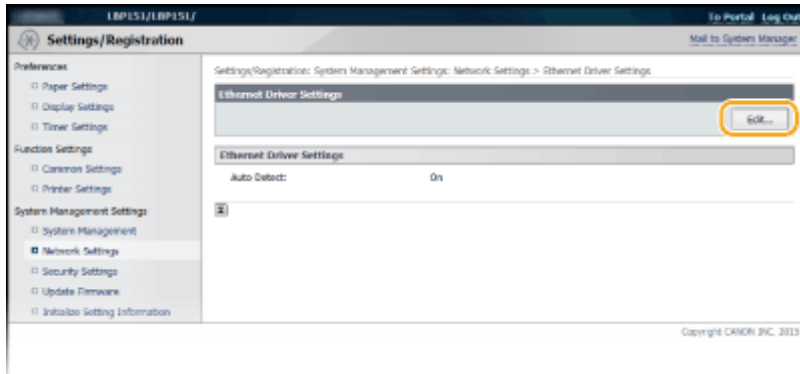 LBP151/LBP151/
To Portal Log Out
Settings/Registration
Mail to System Manager
Preferences
Paper Settings
Display Settings
Timer Settings
Function Settings
Common Settings
Printer Settings
System Management Settings
System Management
Network Settings
Security Settings
Update Firmware
Initialize Setting Information
Settings/Registration: System Management Settings: Network Settings > Ethernet Driver Settings
Ethernet Driver Settings
Edit...
Ethernet Driver Settings
Auto Detect: On
Copyright CANON INC. 2015